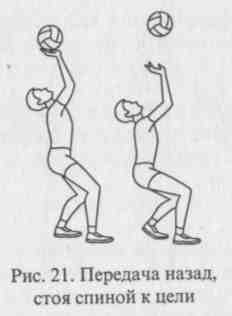 Рис. 21. Передача назад,
стоя спиной к цели